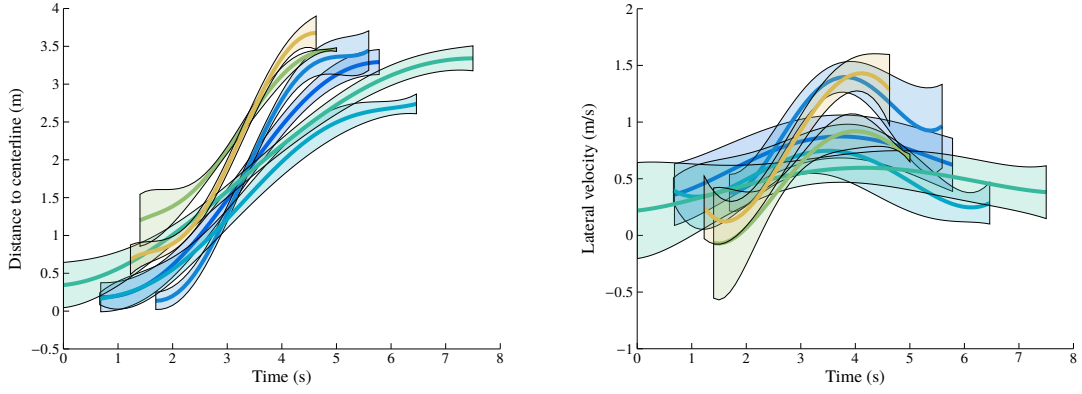 4
3.5
3
2.5
2
1.5
1
0.5
0
−0.5
0 1 2 3 4 5 6 7 8
Time (s)
Distance to centerline (m)
2
1.5
1
0.5
0
−0.5
−1
0 1 2 3 4 5 6 7 8
Time (s)
Lateral velocity (m/s)